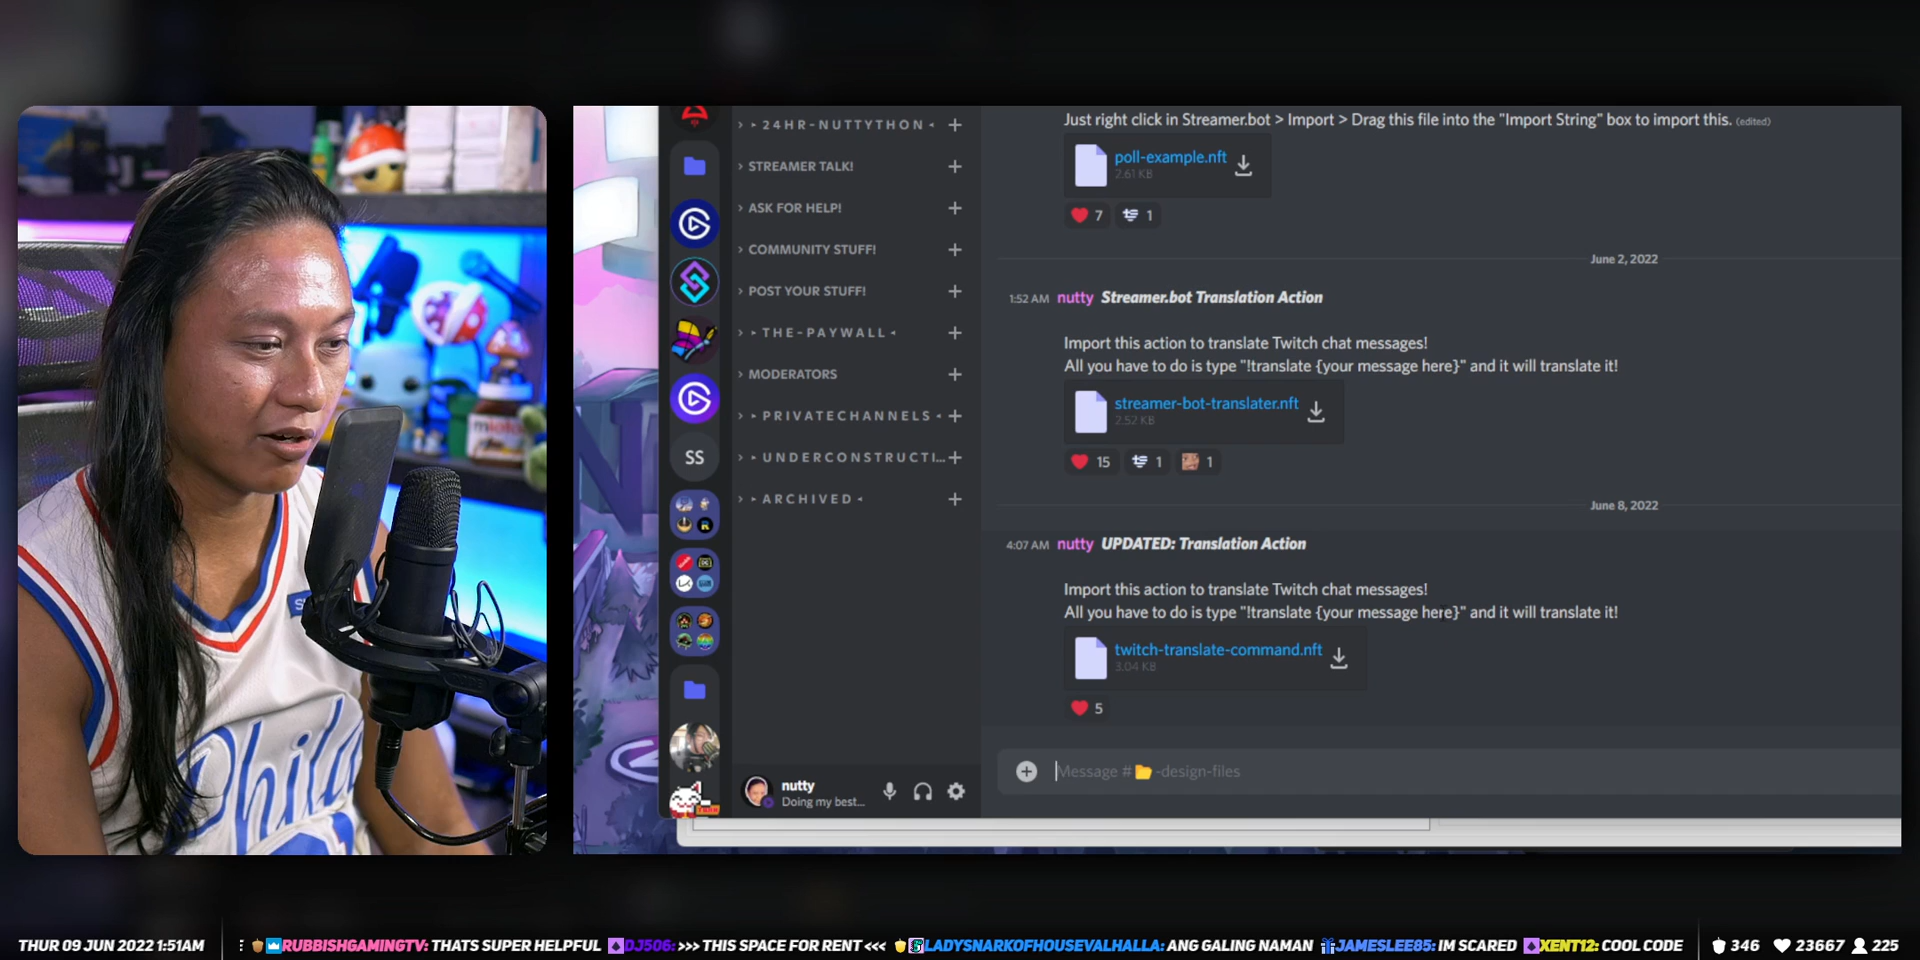 24HR-NUTTYTHON
STREAMER TALK!
ASK FOR HELP!
COMMUNITY STUFF!
POST YOUR STUFF!
THE-PAYWALL
MODERATORS
PRIVATECHANNELS
UNDERCONSTRUCTI...
ARCHIVED
SS
nutty
Doing my best...
Just right click in Streamer.bot > Import > Drag this file into the "Import String" box to import this. (edited)
poll-example.nft
2.61 KB
7 1
June 2, 2022
1:52 AM nutty Streamer.bot Translation Action
Import this action to translate Twitch chat messages!
All you have to do is type "!translate {your message here}" and it will translate it!
streamer-bot-translater.nft
2.52 KB
15 1 1
June 8, 2022
4:07 AM nutty UPDATED: Translation Action
Import this action to translate Twitch chat messages!
All you have to do is type "!translate {your message here}" and it will translate it!
twitch-translate-command.nft
3.04 KB
5
Message #📂-design-files
Phila
THUR 09 JUN 2022 1:51AM RUBBISHGAMINGTV: THATS SUPER HELPFUL DJ506: >>> THIS SPACE FOR RENT <<< LADYSNARKOFHOUSEVALHALLA: ANG GALING NAMAN JAMESLEE85: IM SCARED XENT12: COOL CODE 346 23667 225